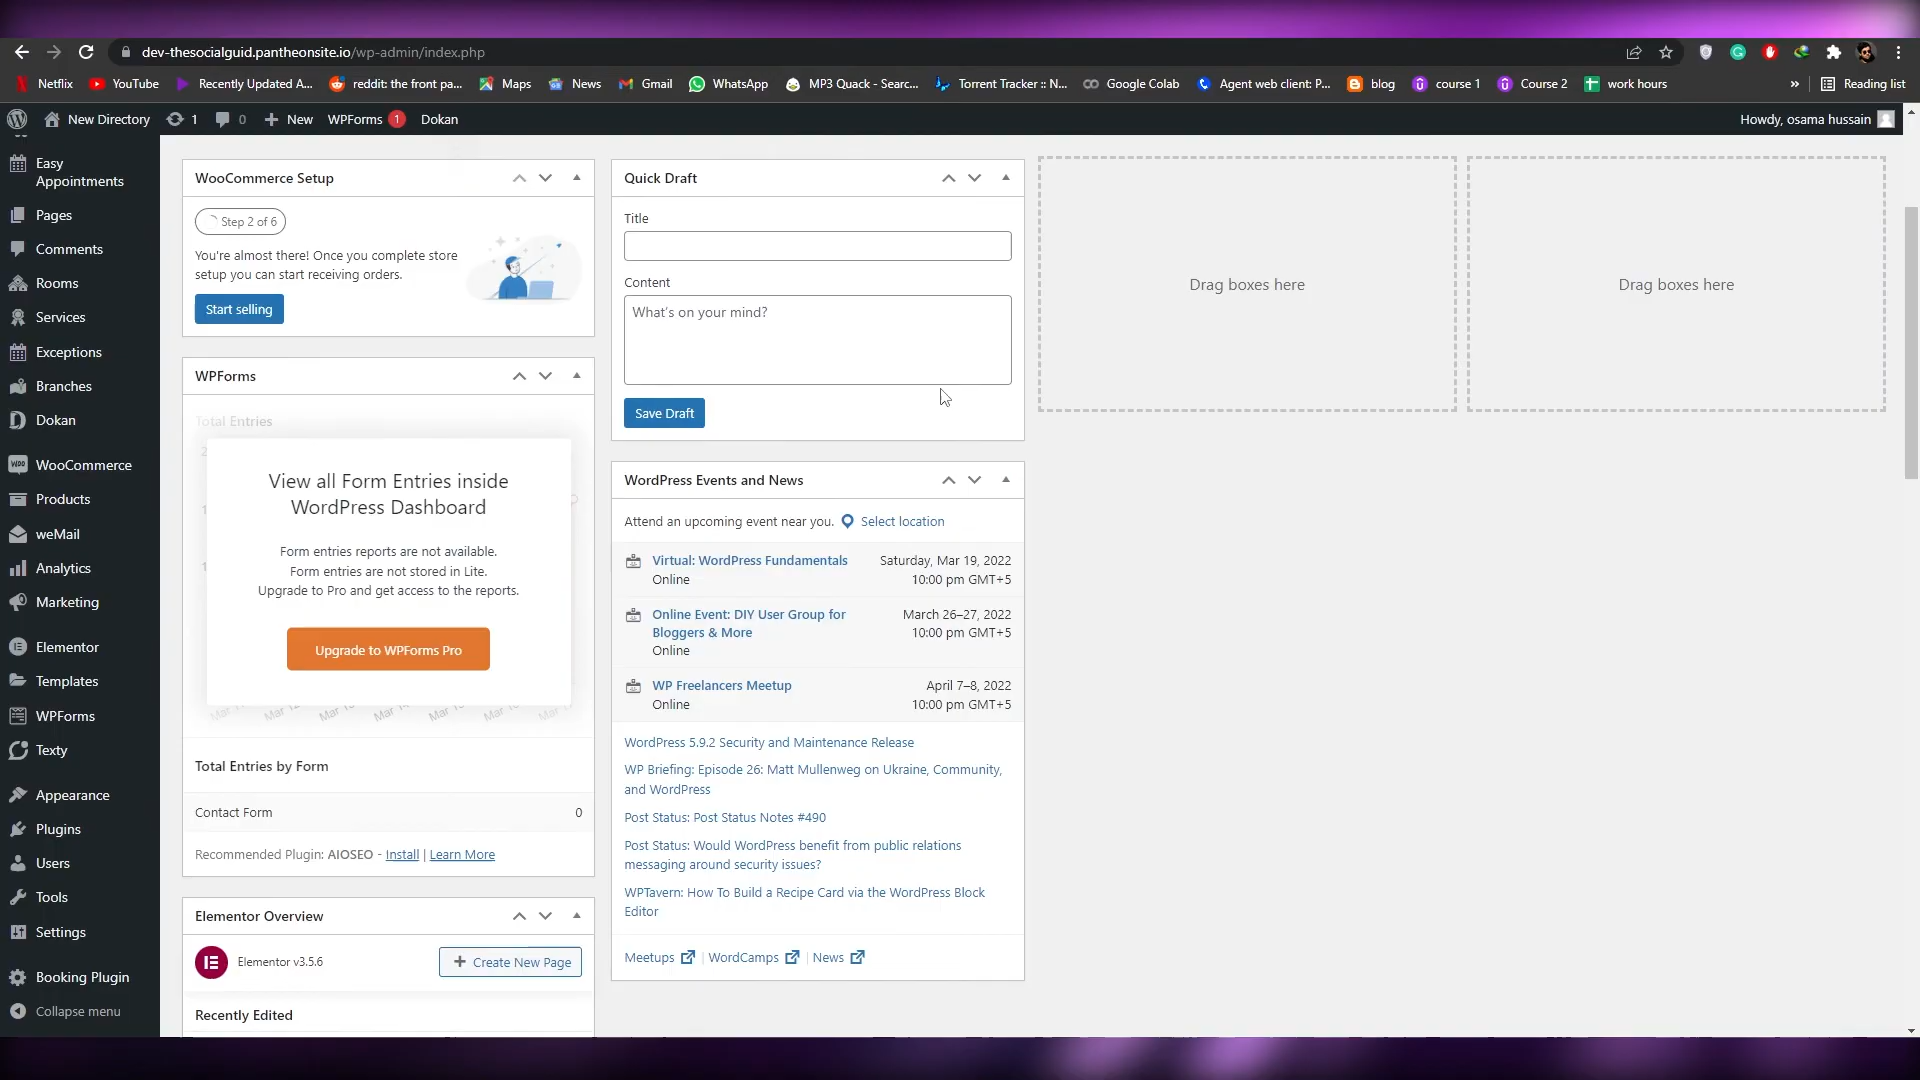 dev-thesocialguid.pantheonsite.io/wp-admin/index.php
Netflix YouTube Recently Updated A... reddit: the front pa... Maps News Gmail WhatsApp MP3 Quack - Searc... Torrent Tracker :: N... Google Colab Agent web client: P... blog course 1 Course 2 work hours » Reading list
New Directory 1 0 + New WPForms 1 Dokan Howdy, osama hussain
Easy
Appointments
Pages
Comments
Rooms
Services
Exceptions
Branches
Dokan
WooCommerce
Products
weMail
Analytics
Marketing
Elementor
Templates
WPForms
Texty
Appearance
Plugins
Users
Tools
Settings
Booking Plugin
Collapse menu
WooCommerce Setup
Step 2 of 6
You're almost there! Once you complete store
setup you can start receiving orders.
Start selling
WPForms
Total Entries
View all Form Entries inside
WordPress Dashboard
Form entries reports are not available.
Form entries are not stored in Lite.
Upgrade to Pro and get access to the reports.
Upgrade to WPForms Pro
Total Entries by Form
Contact Form 0
Recommended Plugin: AIOSEO - Install | Learn More
Elementor Overview
Elementor v3.5.6
+ Create New Page
Recently Edited
Quick Draft
Title
Content
What's on your mind?
Save Draft
WordPress Events and News
Attend an upcoming event near you. Select location
Virtual: WordPress Fundamentals Saturday, Mar 19, 2022
Online 10:00 pm GMT+5
Online Event: DIY User Group for March 26–27, 2022
Bloggers & More 10:00 pm GMT+5
Online
WP Freelancers Meetup April 7–8, 2022
Online 10:00 pm GMT+5
WordPress 5.9.2 Security and Maintenance Release
WP Briefing: Episode 26: Matt Mullenweg on Ukraine, Community,
and WordPress
Post Status: Post Status Notes #490
Post Status: Would WordPress benefit from public relations
messaging around security issues?
WPTavern: How To Build a Recipe Card via the WordPress Block
Editor
Meetups | WordCamps | News
Drag boxes here
Drag boxes here